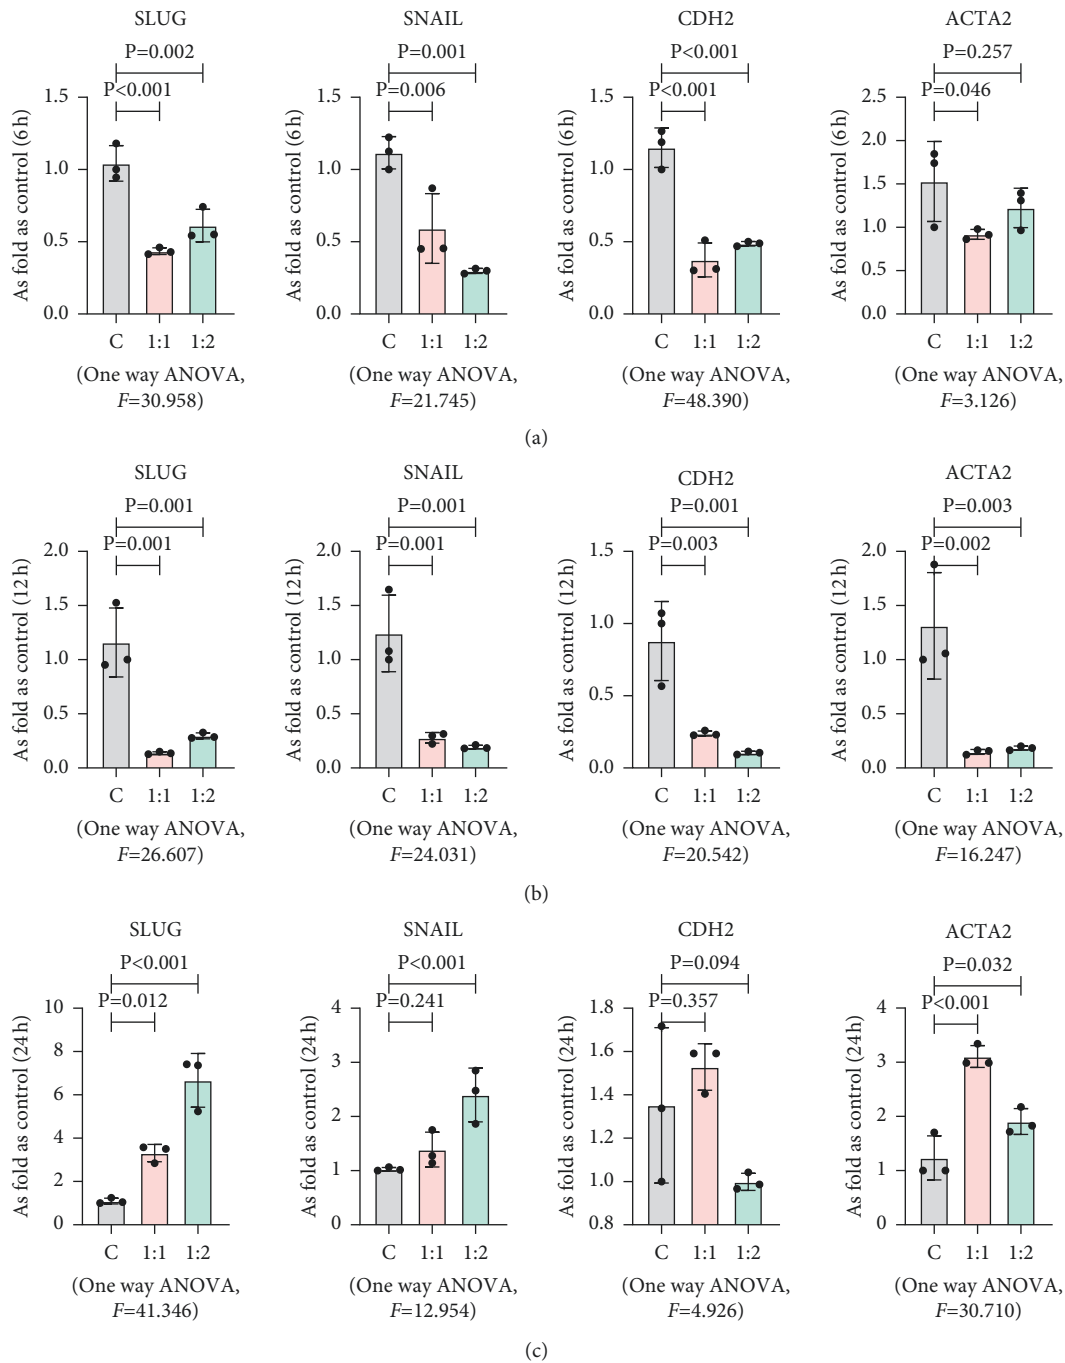 SLUG
P=0.002
P<0.001
1.5
1.0
0.5
0.0
As fold as control (6 h)
C 1:1 1:2
(One way ANOVA,
F=30.958)
SNAIL
P=0.001
P=0.006
1.5
1.0
0.5
0.0
As fold as control (6 h)
C 1:1 1:2
(One way ANOVA,
F=21.745)
CDH2
P<0.001
P<0.001
1.5
1.0
0.5
0.0
As fold as control (6 h)
C 1:1 1:2
(One way ANOVA,
F=48.390)
ACTA2
P=0.257
P=0.046
2.5
2.0
1.5
1.0
0.5
0.0
As fold as control (6 h)
C 1:1 1:2
(One way ANOVA,
F=3.126)
(a)
SLUG
P=0.001
P=0.001
2.0
1.5
1.0
0.5
0.0
As fold as control (12 h)
C 1:1 1:2
(One way ANOVA,
F=26.607)
SNAIL
P=0.001
P=0.001
2.0
1.5
1.0
0.5
0.0
As fold as control (12 h)
C 1:1 1:2
(One way ANOVA,
F=24.031)
CDH2
P=0.001
P=0.003
1.5
1.0
0.5
0.0
As fold as control (12 h)
C 1:1 1:2
(One way ANOVA,
F=20.542)
ACTA2
P=0.003
P=0.002
2.0
1.5
1.0
0.5
0.0
As fold as control (12 h)
C 1:1 1:2
(One way ANOVA,
F=16.247)
(b)
SLUG
P<0.001
P=0.012
10
8
6
4
2
0
As fold as control (24 h)
C 1:1 1:2
(One way ANOVA,
F=41.346)
SNAIL
P<0.001
P=0.241
4
3
2
1
0
As fold as control (24 h)
C 1:1 1:2
(One way ANOVA,
F=12.954)
CDH2
P=0.094
P=0.357
1.8
1.6
1.4
1.2
1.0
0.8
As fold as control (24 h)
C 1:1 1:2
(One way ANOVA,
F=4.926)
ACTA2
P=0.032
P<0.001
4
3
2
1
0
As fold as control (24 h)
C 1:1 1:2
(One way ANOVA,
F=30.710)
(c)